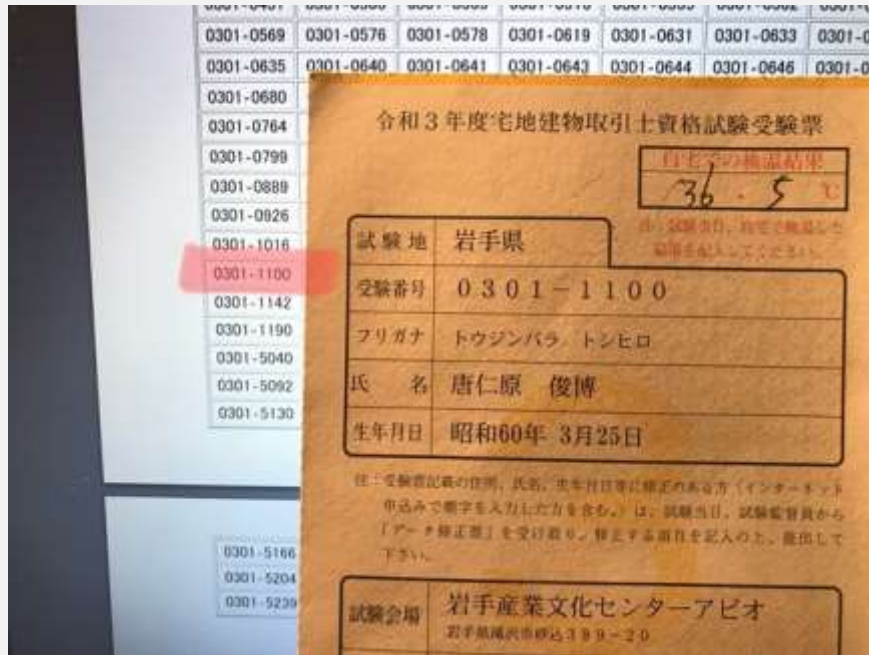 0301-0569 0301-0576 0301-0578 0301-0619 0301-0631 0301-0633 0301-0
0301-0635 0301-0640 0301-0641 0301-0643 0301-0644 0301-0646 0301-0
0301-0680
0301-0764
0301-0799
0301-0889
0301-0926
0301-1016
0301-1100
0301-1142
0301-1190
0301-5040
0301-5092
0301-5130
0301-5166
0301-5204
0301-5239
令和3年度宅地建物取引士資格試験受験票
自宅での検温結果
36.5℃
注:試験当日、自宅で検温した
結果を記入してください。
試験地 岩手県
受験番号 0301-1100
フリガナ トウジンバラ トシヒロ
氏名 唐仁原 俊博
生年月日 昭和60年 3月25日
注:受験票記載の住所、氏名、生年月日等に修正のある方(インターネット
申込みで簡字を入力した方を含む。)は、試験当日、試験監督員から
「データ修正票」を受け取り、修正する項目を記入の上、提出して
下さい。
試験会場 岩手産業文化センターアピオ
岩手県滝沢市砂込389-20